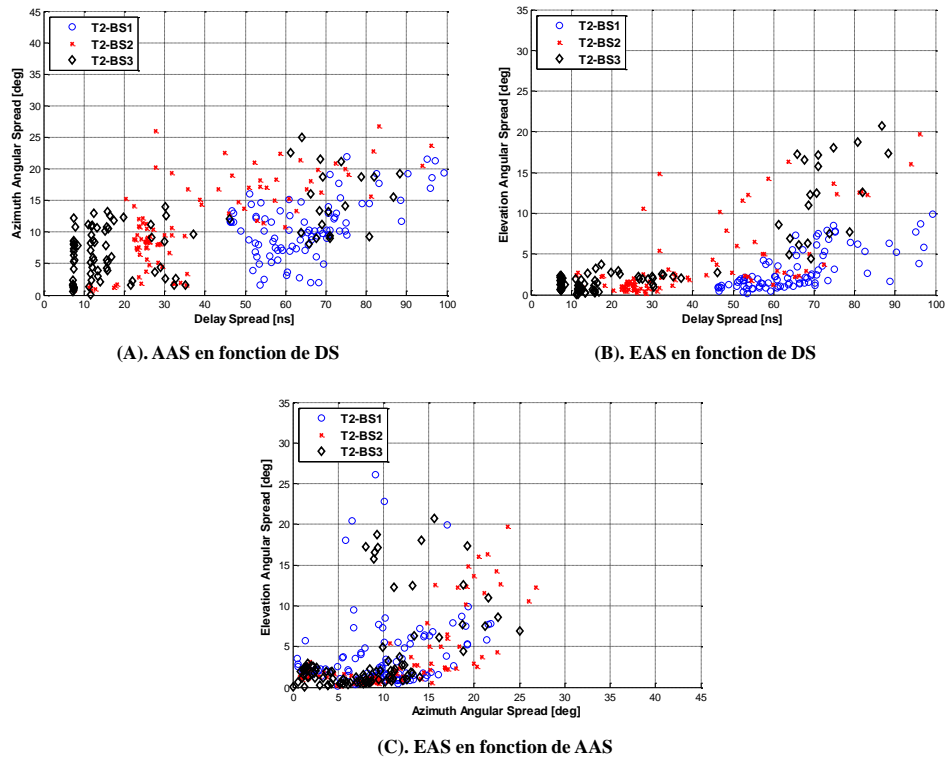 45
40
35
30
25
20
15
10
5
0
Azimuth Angular Spread [deg]
T2-BS1
T2-BS2
T2-BS3
0 10 20 30 40 50 60 70 80 90 100
Delay Spread [ns]
(A). AAS en fonction de DS
35
30
25
20
15
10
5
0
Elevation Angular Spread [deg]
T2-BS1
T2-BS2
T2-BS3
0 10 20 30 40 50 60 70 80 90 100
Delay Spread [ns]
(B). EAS en fonction de DS
35
30
25
20
15
10
5
0
Elevation Angular Spread [deg]
T2-BS1
T2-BS2
T2-BS3
0 5 10 15 20 25 30 35 40 45
Azimuth Angular Spread [deg]
(C). EAS en fonction de AAS